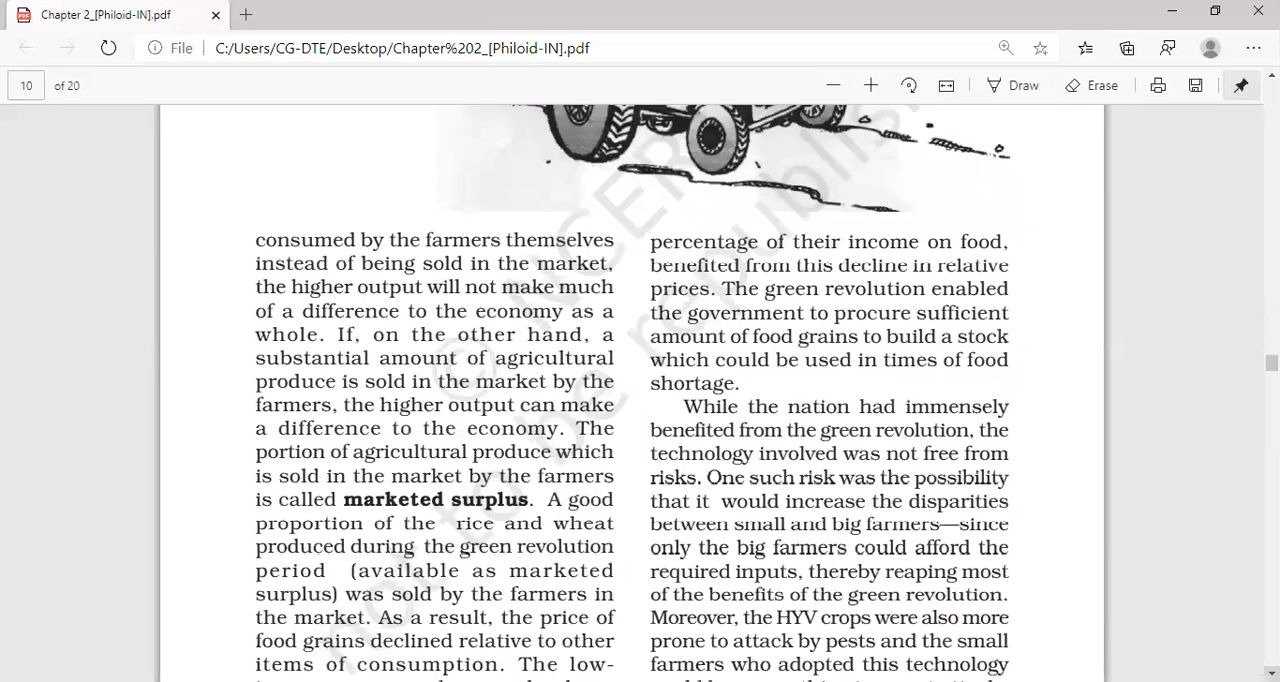 Chapter 2_[Philoid-IN].pdf
File
C:/Users/CG-DTE/Desktop/Chapter%202_[Philoid-IN].pdf
10 of 20
Draw
Erase
consumed by the farmers themselves
instead of being sold in the market,
the higher output will not make much
of a difference to the economy as a
whole. If, on the other hand, a
substantial amount of agricultural
produce is sold in the market by the
farmers, the higher output can make
a difference to the economy. The
portion of agricultural produce which
is sold in the market by the farmers
is called marketed surplus. A good
proportion of the rice and wheat
produced during the green revolution
period (available as marketed
surplus) was sold by the farmers in
the market. As a result, the price of
food grains declined relative to other
items of consumption. The low-
percentage of their income on food,
benefited from this decline in relative
prices. The green revolution enabled
the government to procure sufficient
amount of food grains to build a stock
which could be used in times of food
shortage.
While the nation had immensely
benefited from the green revolution, the
technology involved was not free from
risks. One such risk was the possibility
that it would increase the disparities
between small and big farmers—since
only the big farmers could afford the
required inputs, thereby reaping most
of the benefits of the green revolution.
Moreover, the HYV crops were also more
prone to attack by pests and the small
farmers who adopted this technology
© NCER
not to be republis